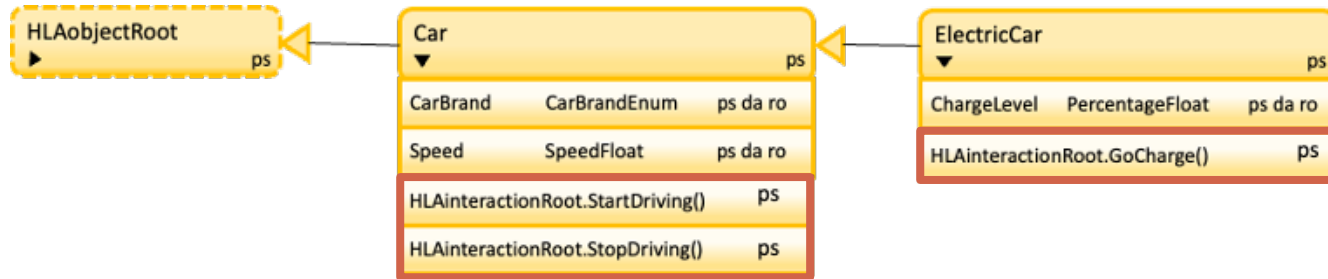 HLAobjectRoot
ps
Car
ps
CarBrand CarBrandEnum ps da ro
Speed SpeedFloat ps da ro
HLAinteractionRoot.StartDriving() ps
HLAinteractionRoot.StopDriving() ps
ElectricCar
ps
ChargeLevel PercentageFloat ps da ro
HLAinteractionRoot.GoCharge() ps